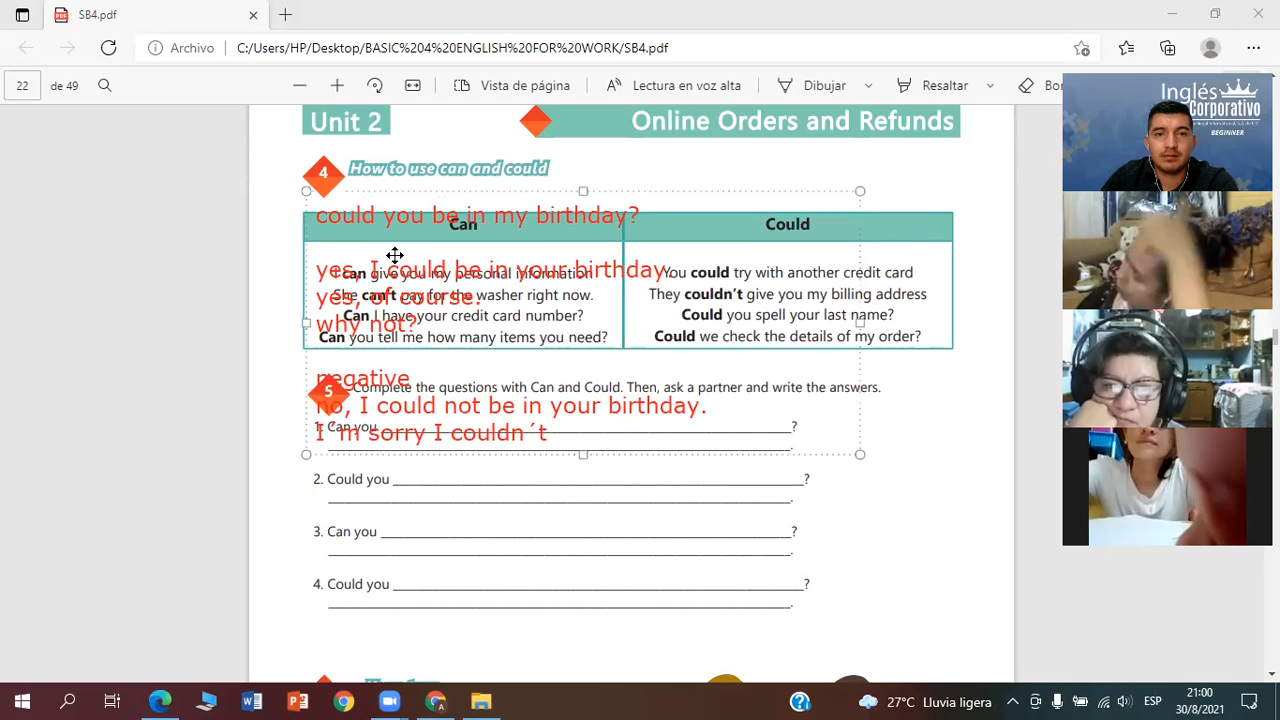 SB4.pdf
Archivo
C:/Users/HP/Desktop/BASIC%204%20ENGLISH%20FOR%20WORK/SB4.pdf
22
de 49
Vista de página
Lectura en voz alta
Dibujar
Resaltar
Bor
Inglés
Corporativo
BEGINNER
Unit 2
Online Orders and Refunds
4
How to use can and could
could you be in my birthday?
Can
Could
yes, I could be in your birthday.
I can give you my personal information
You could try with another credit card
yes, of course.
She can't pay for the washer right now.
They couldn't give you my billing address
why not?
Can I have your credit card number?
Could you spell your last name?
Can you tell me how many items you need?
Could we check the details of my order?
negative
5
Complete the questions with Can and Could. Then, ask a partner and write the answers.
no, I could not be in your birthday.
1. Can you ?
I ´m sorry I couldn´t
2. Could you ?
3. Can you ?
4. Could you ?
27°C Lluvia ligera
ESP
21:00
30/8/2021